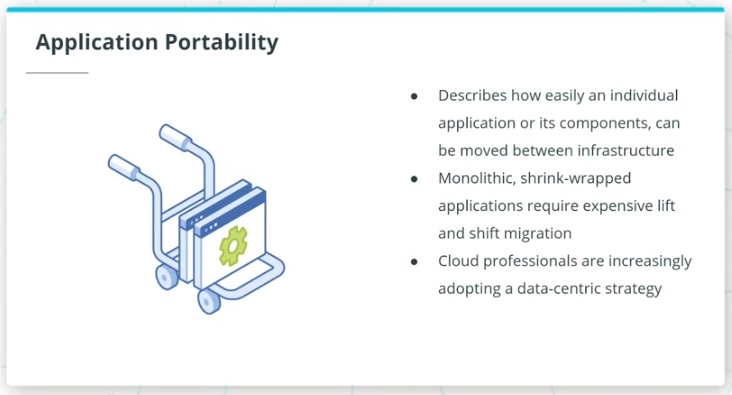 Application Portability
● Describes how easily an individual
application or its components, can
be moved between infrastructure
● Monolithic, shrink-wrapped
applications require expensive lift
and shift migration
● Cloud professionals are increasingly
adopting a data-centric strategy